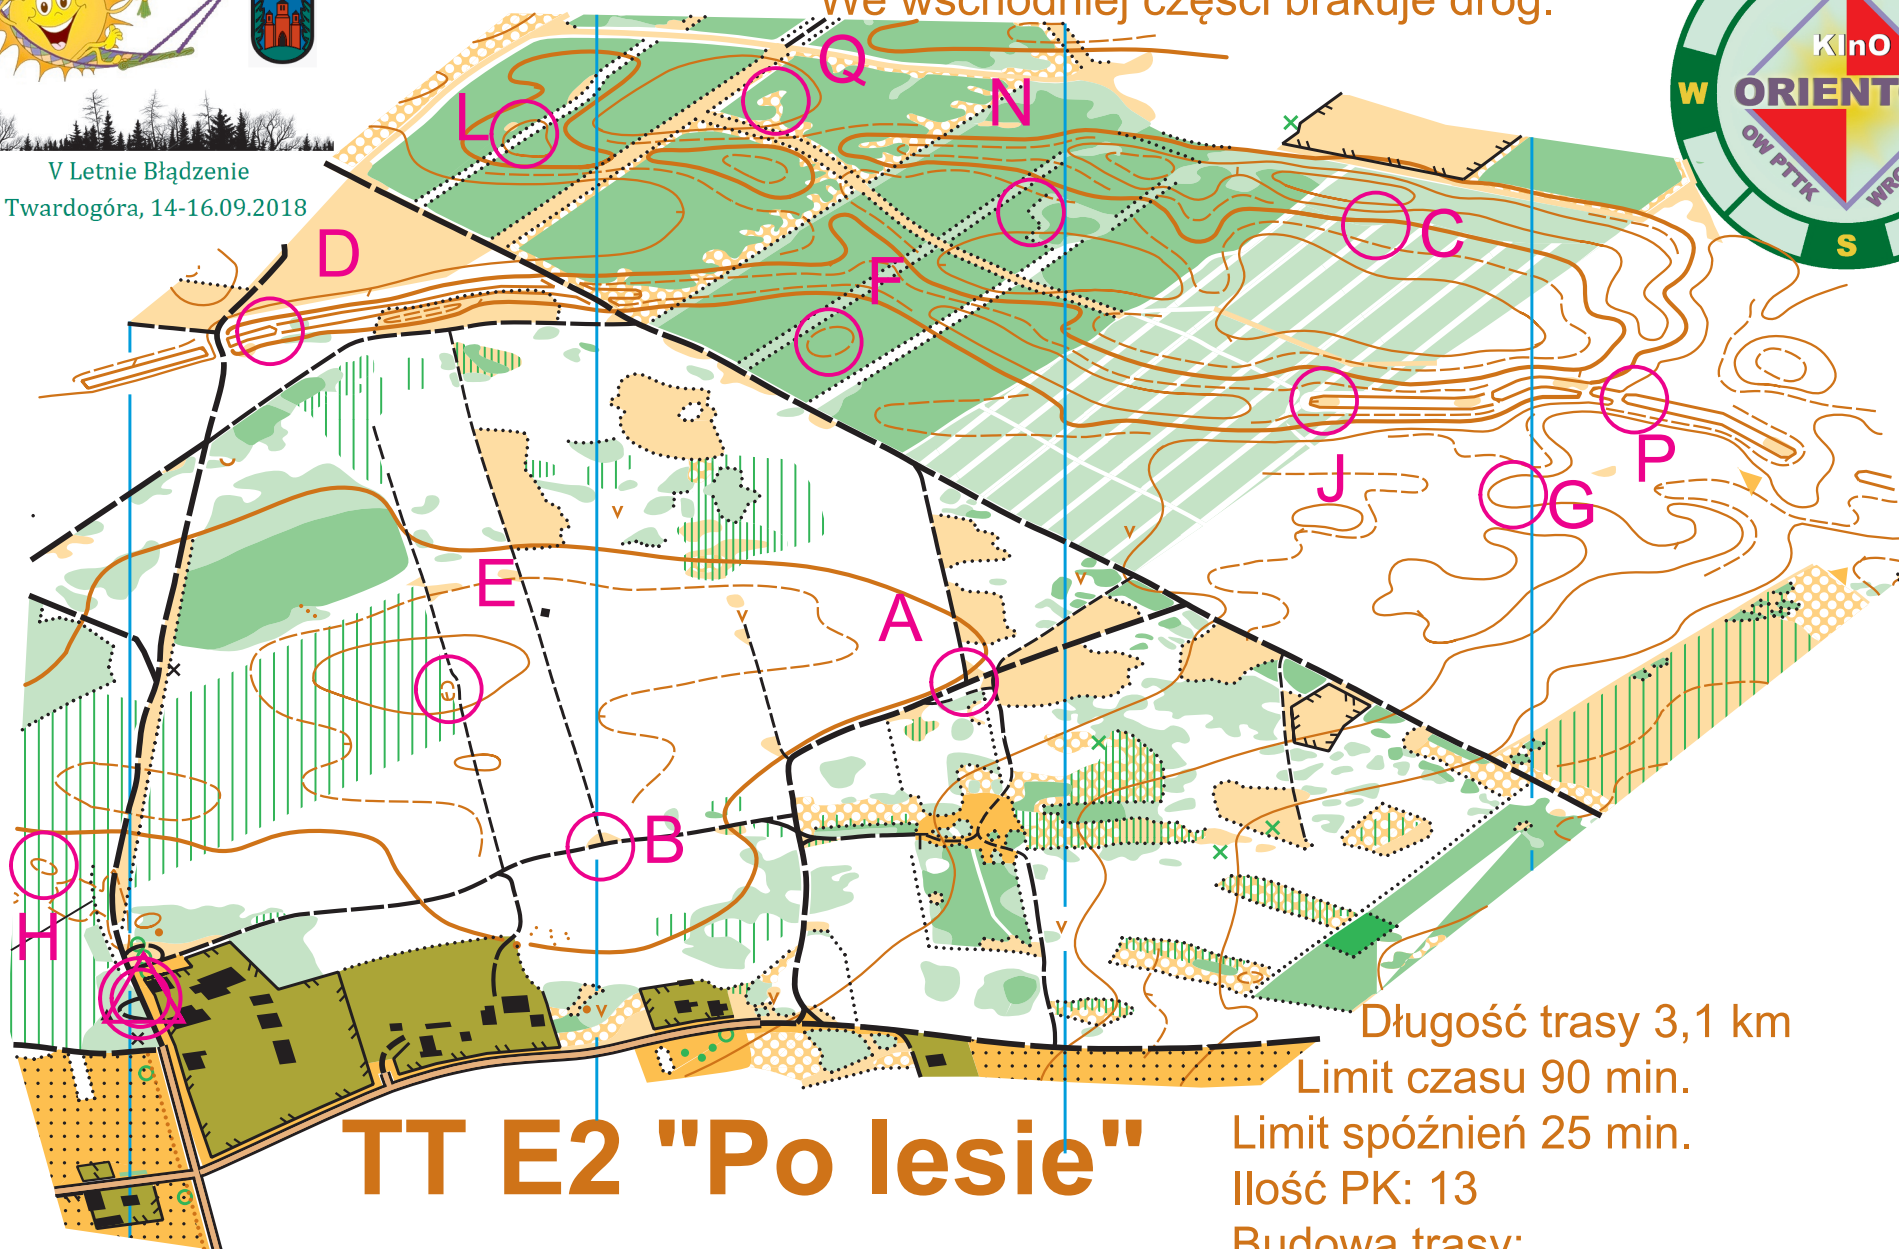 We wschodniej części brakuje dróg.
KInO
W
ORIENT
OW PTTK
S
V Letnie Błądzenie
Twardogóra, 14-16.09.2018
Q
L
N
D
C
F
J
P
G
E
A
B
H
Długość trasy 3,1 km
Limit czasu 90 min.
TT E2 "Po lesie"
Limit spóźnień 25 min.
Ilość PK: 13
Budowa trasy: